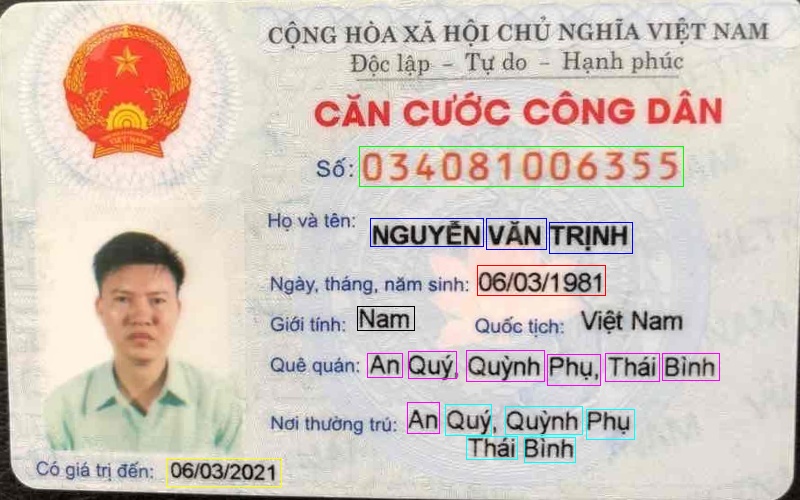 CỘNG HÒA XÃ HỘI CHỦ NGHĨA VIỆT NAM
Độc lập - Tự do - Hạnh phúc
CĂN CƯỚC CÔNG DÂN
Số: 034081006355
Họ và tên: NGUYỄN VĂN TRỊNH
Ngày, tháng, năm sinh: 06/03/1981
Giới tính: Nam Quốc tịch: Việt Nam
Quê quán: An Quý, Quỳnh Phụ, Thái Bình
Nơi thường trú: An Quý, Quỳnh Phụ
Thái Bình
Có giá trị đến: 06/03/2021
VIỆT NAM